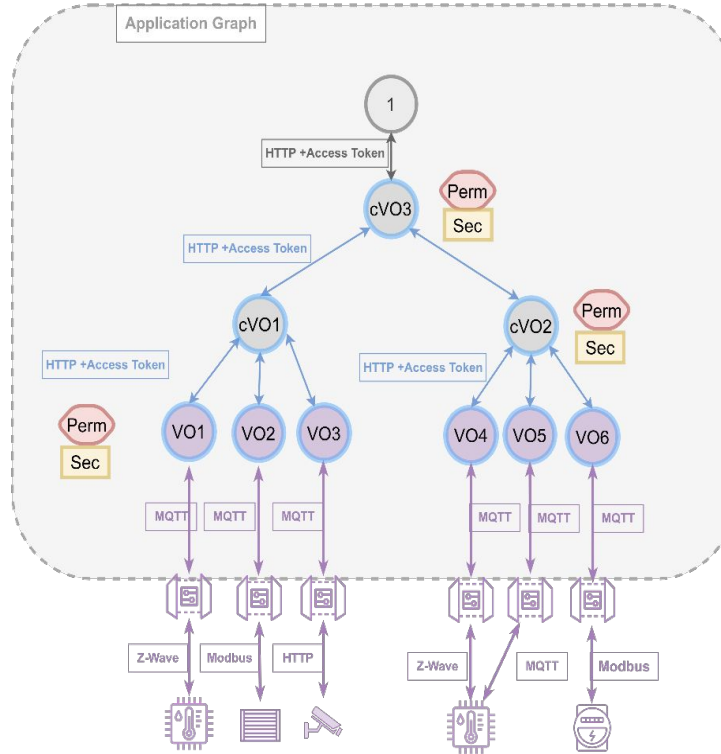 Application Graph
1
HTTP +Access Token
cVO3
Perm
Sec
HTTP +Access Token
cVO1
cVO2
Perm
Sec
HTTP +Access Token
HTTP +Access Token
Perm
Sec
VO1
VO2
VO3
VO4
VO5
VO6
MQTT
MQTT
MQTT
MQTT
MQTT
MQTT
Z-Wave
Modbus
HTTP
Z-Wave
MQTT
Modbus